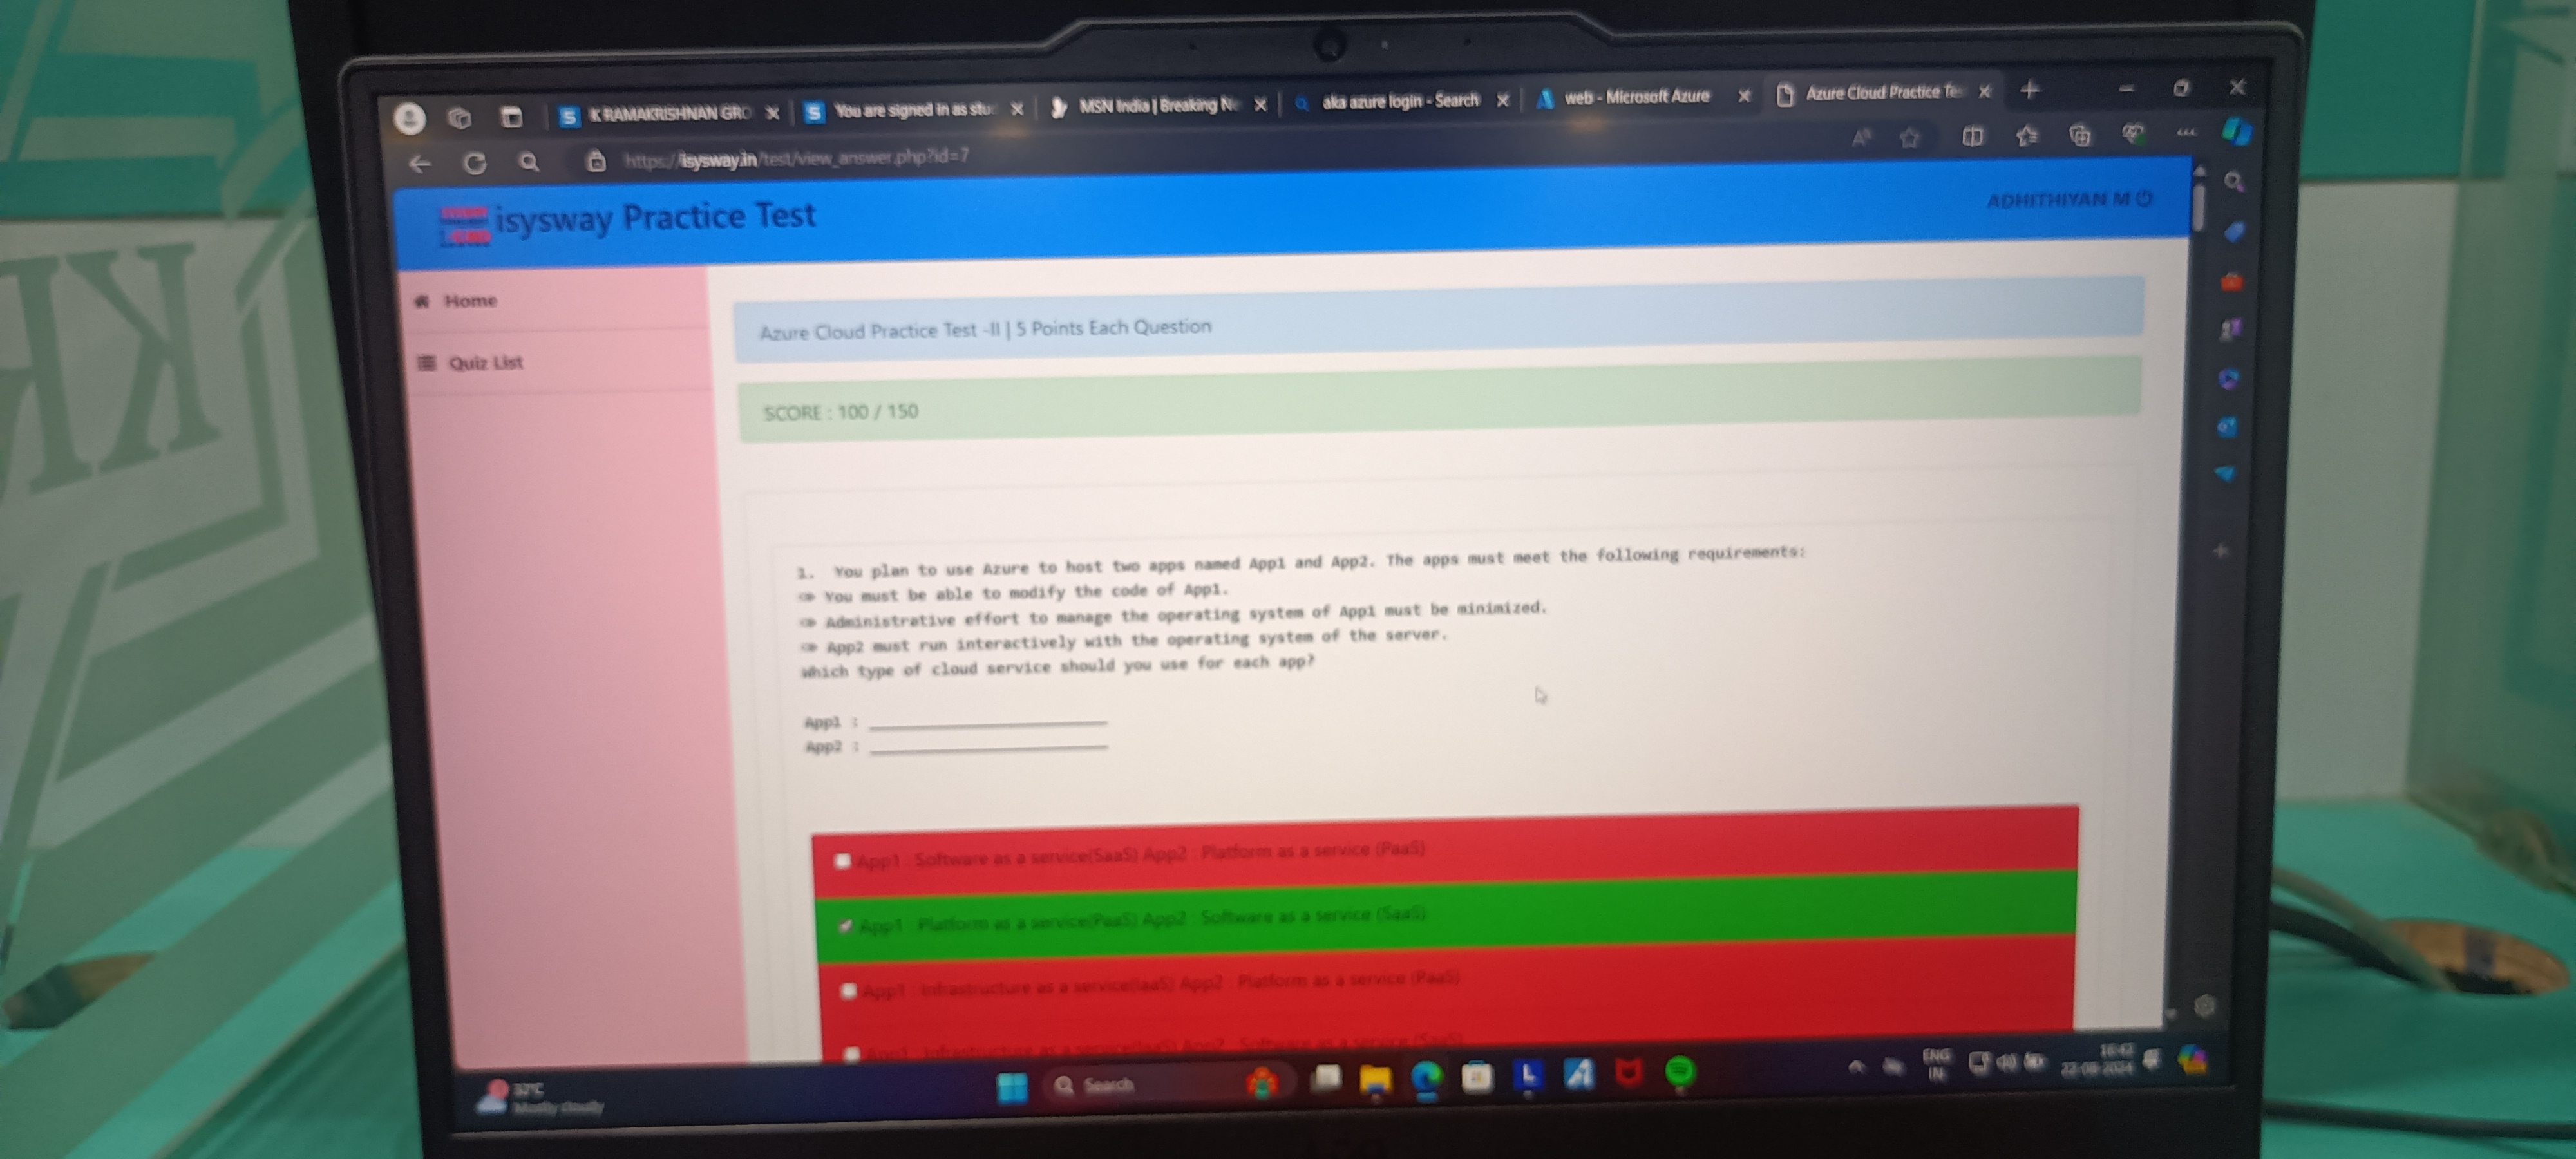 K RAMAKRISHNAN GRO
You are signed in as stu
MSN India | Breaking Ne
aka azure login - Search
web - Microsoft Azure
Azure Cloud Practice Tes
https://isysway.in/test/view_answer.php?id=7
isysway Practice Test
ADHITHIYAN M
Home
Quiz List
Azure Cloud Practice Test -II | 5 Points Each Question
SCORE : 100 / 150
1. You plan to use Azure to host two apps named App1 and App2. The apps must meet the following requirements:
You must be able to modify the code of App1.
Administrative effort to manage the operating system of App1 must be minimized.
App2 must run interactively with the operating system of the server.
Which type of cloud service should you use for each app?
App1 :
App2 :
App1 : Software as a service(SaaS) App2 : Platform as a service (PaaS)
App1 : Platform as a service(PaaS) App2 : Software as a service (SaaS)
App1 : Infrastructure as a service(IaaS) App2 : Platform as a service (PaaS)
App1 : Infrastructure as a service(IaaS) App2 : Software as a service (SaaS)
32°C
Mostly cloudy
Search
ENG
IN
16:42
22-08-2024